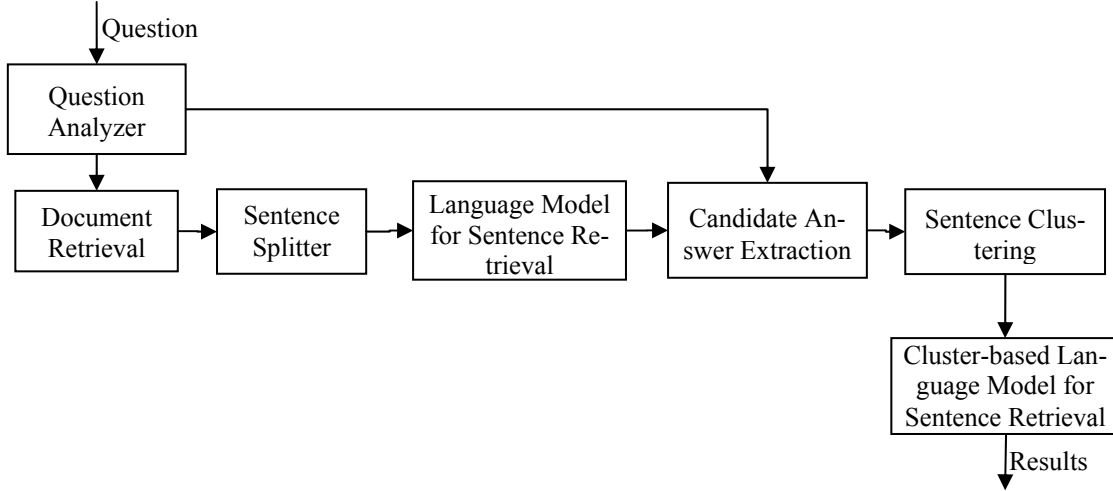 Question
Question
Analyzer
Document
Retrieval
Sentence
Splitter
Language Model
for Sentence Re-
trieval
Candidate An-
swer Extraction
Sentence Clus-
tering
Cluster-based Lan-
guage Model for
Sentence Retrieval
Results